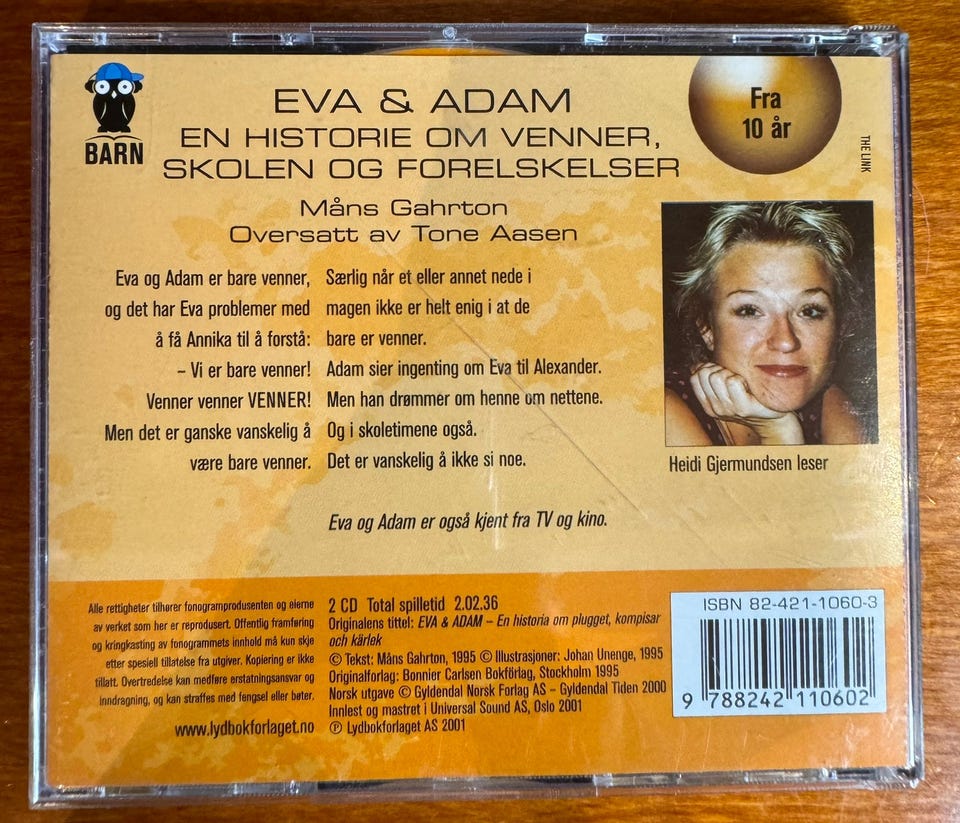 BARN
EVA & ADAM
EN HISTORIE OM VENNER,
SKOLEN OG FORELSKELSER
Måns Gahrton
Oversatt av Tone Aasen
Fra
10 år
THE LINK
Eva og Adam er bare venner,
og det har Eva problemer med
å få Annika til å forstå:
– Vi er bare venner!
Venner venner VENNER!
Men det er ganske vanskelig å
være bare venner.
Særlig når et eller annet nede i
magen ikke er helt enig i at de
bare er venner.
Adam sier ingenting om Eva til Alexander.
Men han drømmer om henne om nettene.
Og i skoletimene også.
Det er vanskelig å ikke si noe.
Heidi Gjermundsen leser
Eva og Adam er også kjent fra TV og kino.
Alle rettigheter tilhører fonogramprodusenten og eierne
av verket som her er reprodusert. Offentlig framføring
og kringkasting av fonogrammets innhold må kun skje
etter spesiell tillatelse fra utgiver. Kopiering er ikke
tillatt. Overtredelse kan medføre erstatningsansvar og
inndragning, og kan straffes med fengsel eller bøter.
www.lydbokforlaget.no
2 CD Total spilletid 2.02.36
Originalens tittel: EVA & ADAM – En historia om plugget, kompisar
och kärlek
© Tekst: Måns Gahrton, 1995 © Illustrasjoner: Johan Unenge, 1995
Originalforlag: Bonnier Carlsen Bokförlag, Stockholm 1995
Norsk utgave © Gyldendal Norsk Forlag AS – Gyldendal Tiden 2000
Innlest og mastret i Universal Sound AS, Oslo 2001
℗ Lydbokforlaget AS 2001
ISBN 82-421-1060-3
9 788242 110602